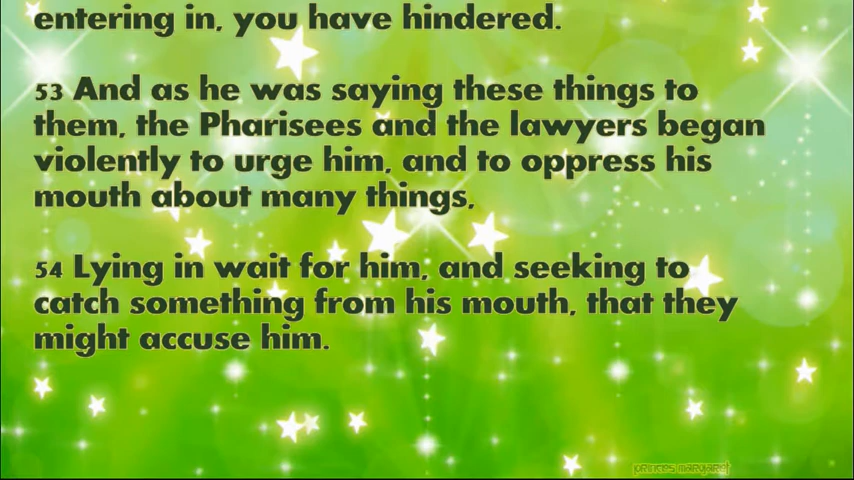 entering in, you have hindered.
53 And as he was saying these things to
them, the Pharisees and the lawyers began
violently to urge him, and to oppress his
mouth about many things,
54 Lying in wait for him, and seeking to
catch something from his mouth, that they
might accuse him.